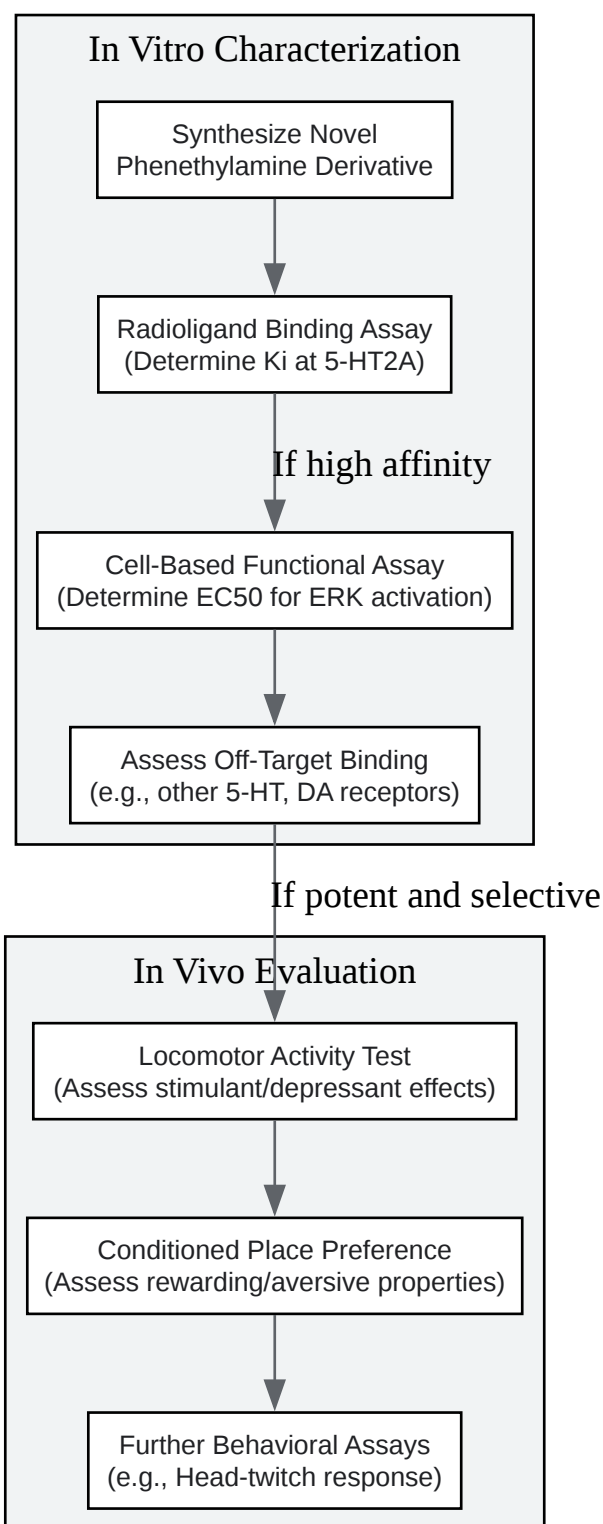 In Vitro Characterization
Synthesize Novel
Phenethylamine Derivative
Radioligand Binding Assay
(Determine Ki at 5-HT2A)
If high affinity
Cell-Based Functional Assay
(Determine EC50 for ERK activation)
Assess Off-Target Binding
(e.g., other 5-HT, DA receptors)
If potent and selective
In Vivo Evaluation
Locomotor Activity Test
(Assess stimulant/depressant effects)
Conditioned Place Preference
(Assess rewarding/aversive properties)
Further Behavioral Assays
(e.g., Head-twitch response)